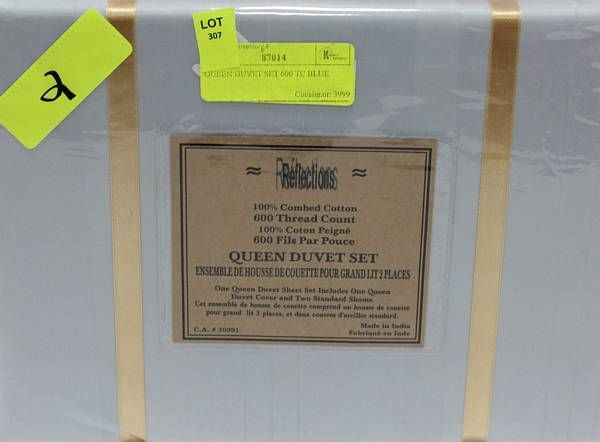 2
LOT
307
87014
QUEEN DUVET SET 600 TC BLUE
Consignor: 3999
≈ Réflections ≈
100% Combed Cotton
600 Thread Count
100% Coton Peigné
600 Fils Par Pouce
QUEEN DUVET SET
ENSEMBLE DE HOUSSE DE COUETTE POUR GRAND LIT 2 PLACES
One Queen Duvet Sheet Set Includes One Queen
Duvet Cover and Two Standard Shams.
Cet ensemble de housse de couette comprend un housse de couette
pour grand lit 2 places, et deux couvres d'oreiller standard.
C.A. # 30991
Made in India
Fabriqué en Inde